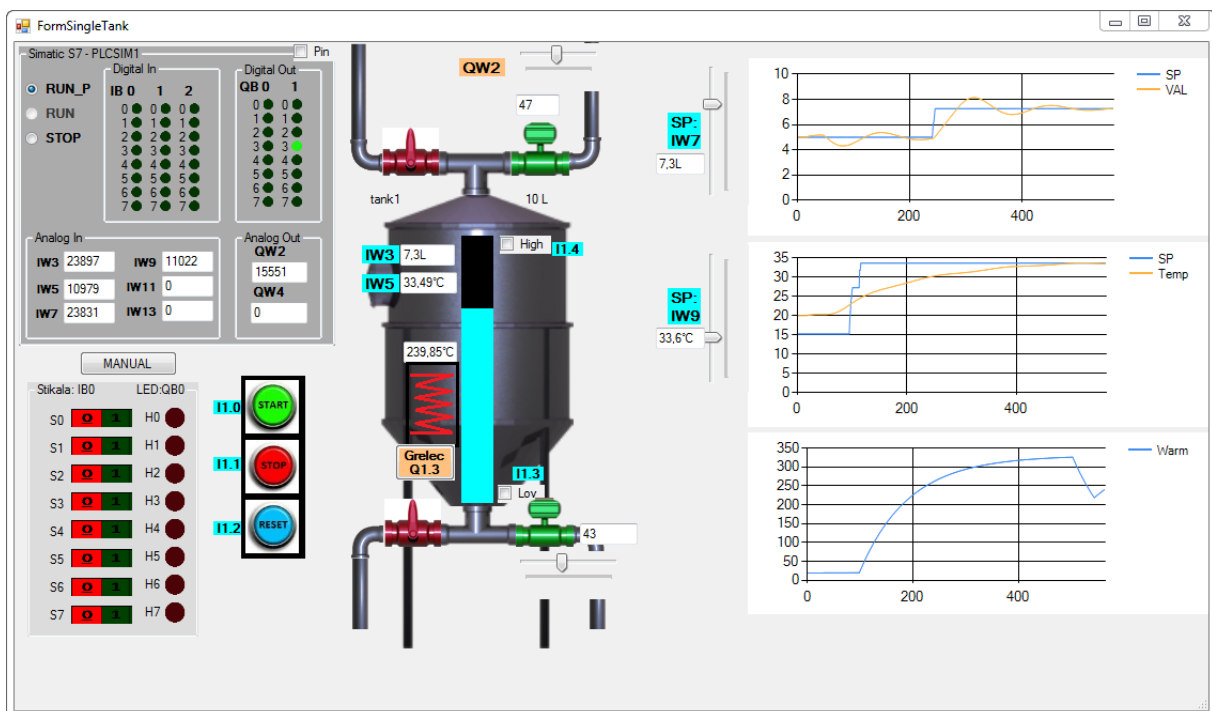 FormSingleTank
Simatic S7 - PLCSIM1
Pin
RUN_P
RUN
STOP
Digital In
IB 0 1 2
0 0 0
1 1 1
2 2 2
3 3 3
4 4 4
5 5 5
6 6 6
7 7 7
Digital Out
QB 0 1
0 0
1 1
2 2
3 3
4 4
5 5
6 6
7 7
Analog In
IW3 23897 IW9 11022
IW5 10979 IW11 0
IW7 23831 IW13 0
Analog Out
QW2
15551
QW4
0
MANUAL
Stikala: IB0 LED:QB0
S0 0 1 H0
S1 0 1 H1
S2 0 1 H2
S3 0 1 H3
S4 0 1 H4
S5 0 1 H5
S6 0 1 H6
S7 0 1 H7
I1.0 START
I1.1 STOP
I1.2 RESET
QW2
47
tank1 10 L
IW3 7,3L
High I1.4
IW5 33,49°C
239,85°C
Grelec
Q1.3
I1.3
Lov
43
SP:
IW7
7,3L
SP:
IW9
33,6°C
10
8
6
4
2
0
0 200 400
SP
VAL
35
30
25
20
15
10
5
0
0 200 400
SP
Temp
350
300
250
200
150
100
50
0
0 200 400
Warm